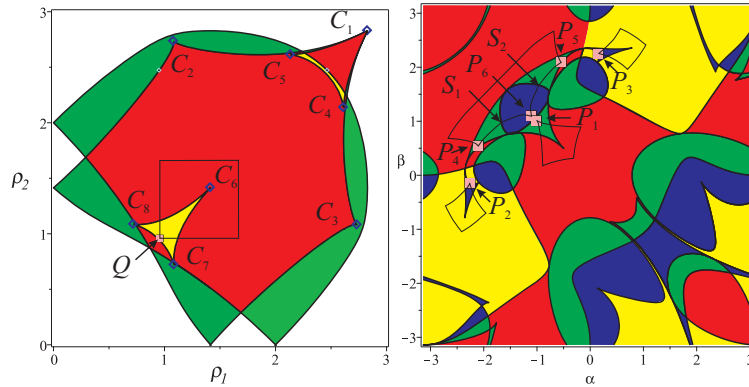 C₁
C₂
C₅
C₄
C₆
C₈
C₃
C₇
Q
ρ₂
ρ₁
3
2
1
0
0
1
2
3
S₂
P₅
P₆
P₃
S₁
P₁
P₄
P₂
β
α
3
2
1
0
-1
-2
-3
-3
-2
-1
0
1
2
3